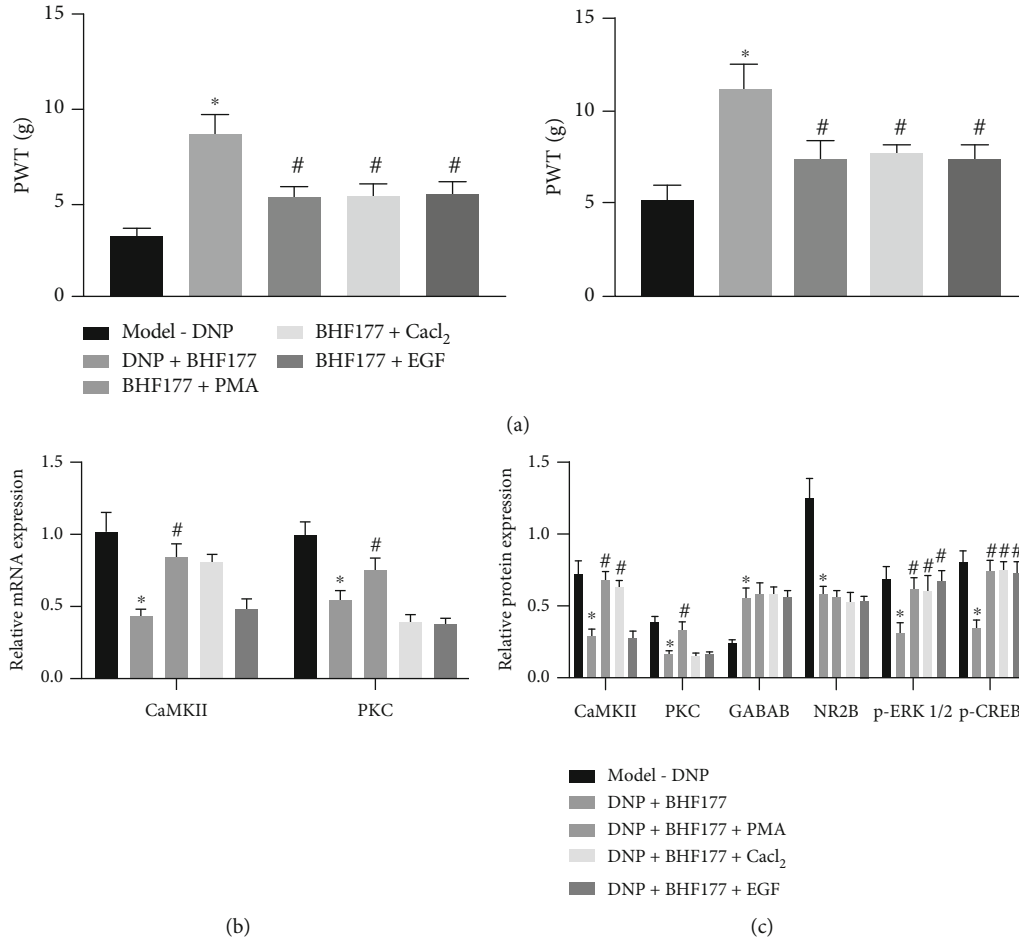 15
10
5
0
PWT (g)
*
#
#
#
15
10
5
0
PWT (g)
*
#
#
#
Model - DNP
DNP + BHF177
BHF177 + PMA
BHF177 + Cacl2
BHF177 + EGF
(a)
1.5
1.0
0.5
0.0
Relative mRNA expression
*
#
*
#
CaMKII
PKC
(b)
1.5
1.0
0.5
0.0
Relative protein expression
*
#
#
*
#
*
*
*
#
#
#
*
#
#
#
CaMKII
PKC
GABAB
NR2B
p-ERK 1/2
p-CREB
Model - DNP
DNP + BHF177
DNP + BHF177 + PMA
DNP + BHF177 + Cacl2
DNP + BHF177 + EGF
(c)